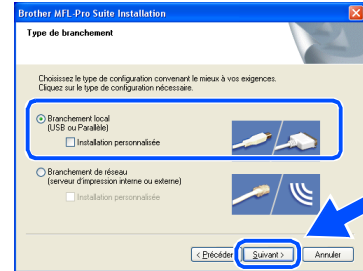 Brother MFL-Pro Suite Installation
Type de branchement
Choisissez le type de configuration convenant le mieux à vos exigences.
Cliquez sur le type de configuration nécessaire.
Branchement local
(USB ou Parallèle)
Installation personnalisée
Branchement de réseau
(serveur d'impression interne ou externe)
Installation personnalisée
< Précédent Suivant > Annuler